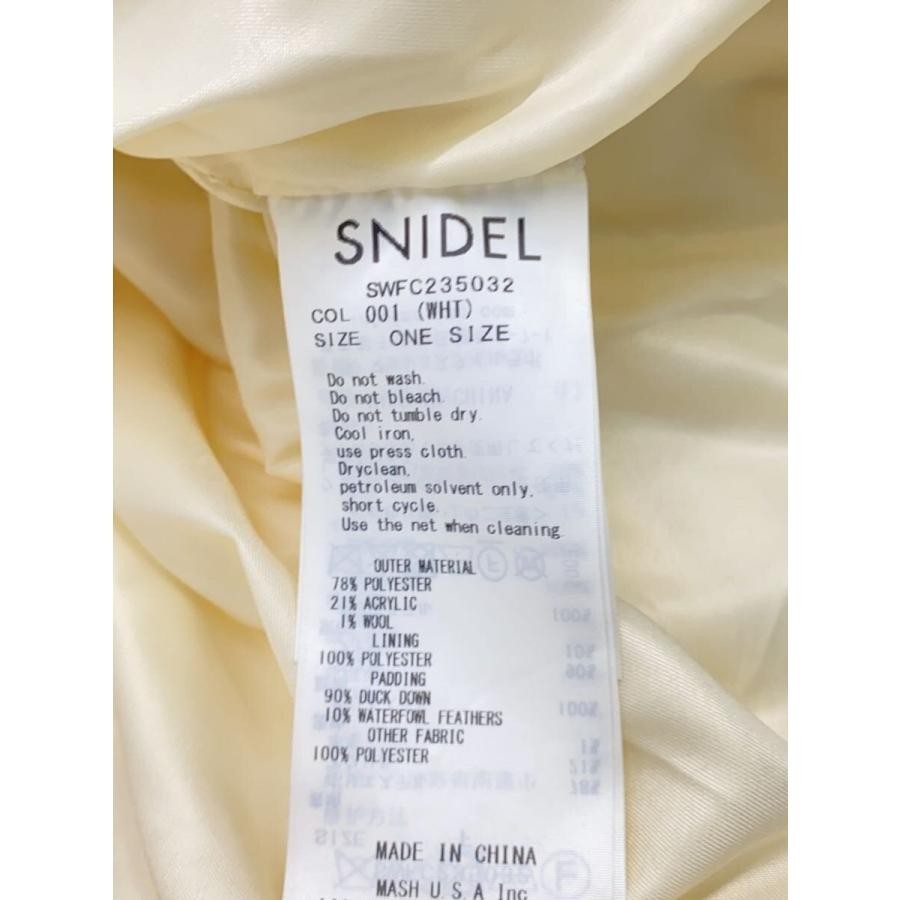 SNIDEL
SWFC235032
COL 001 (WHT)
SIZE ONE SIZE
Do not wash.
Do not bleach.
Do not tumble dry.
Cool iron,
use press cloth.
Dryclean,
petroleum solvent only,
short cycle.
Use the net when cleaning.
OUTER MATERIAL
78% POLYESTER
21% ACRYLIC
1% WOOL
LINING
100% POLYESTER
PADDING
90% DUCK DOWN
10% WATERFOWL FEATHERS
OTHER FABRIC
100% POLYESTER
MADE IN CHINA
MASH U.S.A Inc